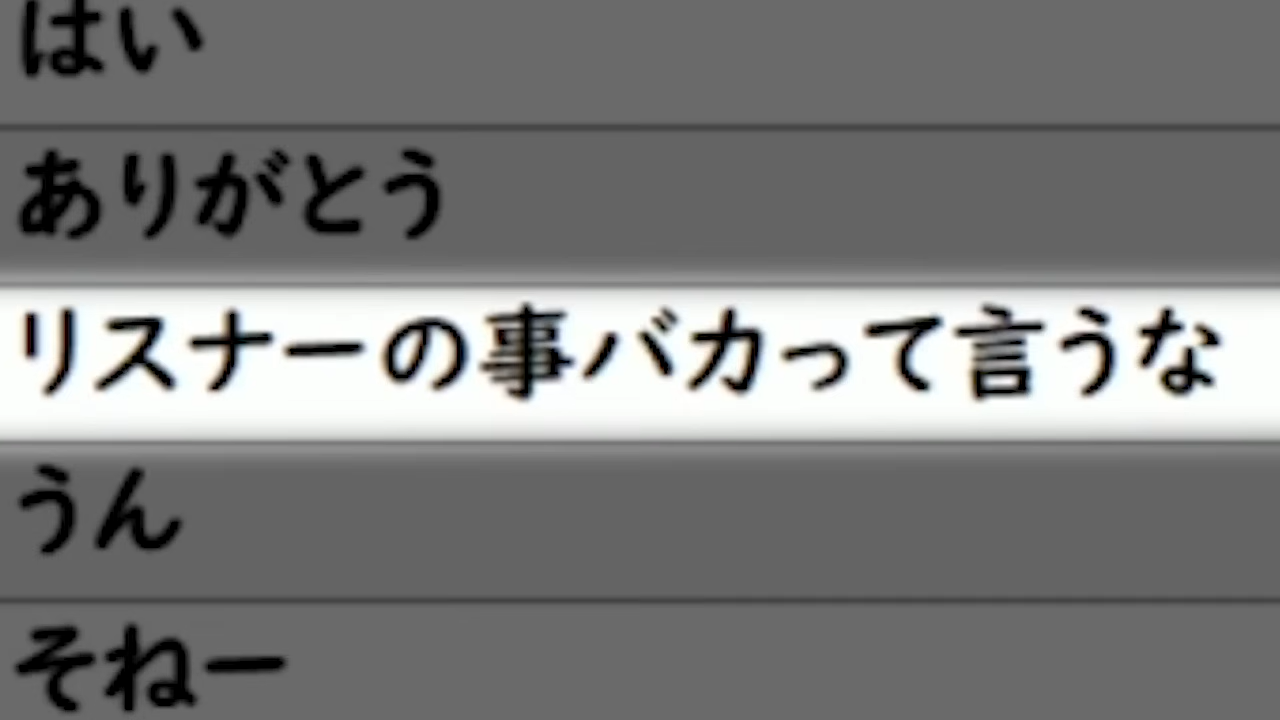 はい
ありがとう
リスナーの事バカって言うな
うん
そねー